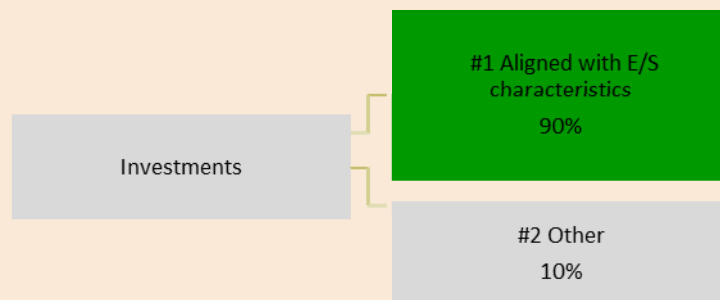 #1 Aligned with E/S
characteristics
90%
Investments
#2 Other
10%